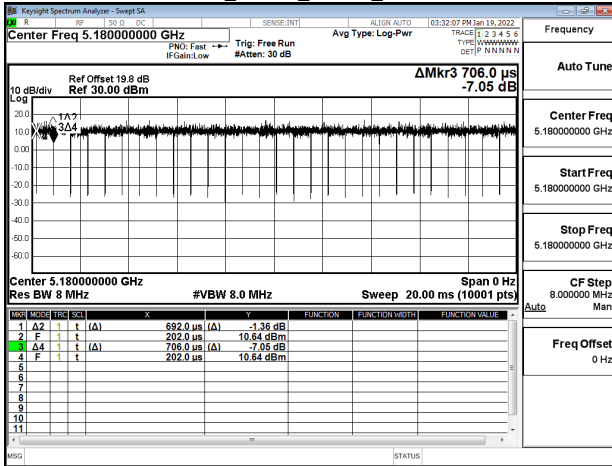 Keysight Spectrum Analyzer - Swept SA
R RF 50 Ω DC SENSE:INT ALIGN AUTO 03:32:07 PM Jan 19, 2022
Center Freq 5.180000000 GHz Avg Type: Log-Pwr TRACE 1 2 3 4 5 6
PNO: Fast Trig: Free Run TYPE WWWWWW
IFGain:Low #Atten: 30 dB DET P N N N N N
ΔMkr3 706.0 µs
-7.05 dB
Ref Offset 19.8 dB
10 dB/div Ref 30.00 dBm
Log
20.0
10.0
0.00
-10.0
-20.0
-30.0
-40.0
-50.0
-60.0
1Δ2
3Δ4
Center 5.180000000 GHz Span 0 Hz
Res BW 8 MHz #VBW 8.0 MHz Sweep 20.00 ms (10001 pts)
MKR MODE TRC SCL X Y FUNCTION FUNCTION WIDTH FUNCTION VALUE
1 Δ2 1 t (Δ) 692.0 µs (Δ) -1.36 dB
2 F 1 t 202.0 µs 10.64 dBm
3 Δ4 1 t (Δ) 706.0 µs (Δ) -7.05 dB
4 F 1 t 202.0 µs 10.64 dBm
5
6
7
8
9
10
11
MSG STATUS
Frequency
Auto Tune
Center Freq
5.180000000 GHz
Start Freq
5.180000000 GHz
Stop Freq
5.180000000 GHz
CF Step
8.000000 MHz
Auto Man
Freq Offset
0 Hz